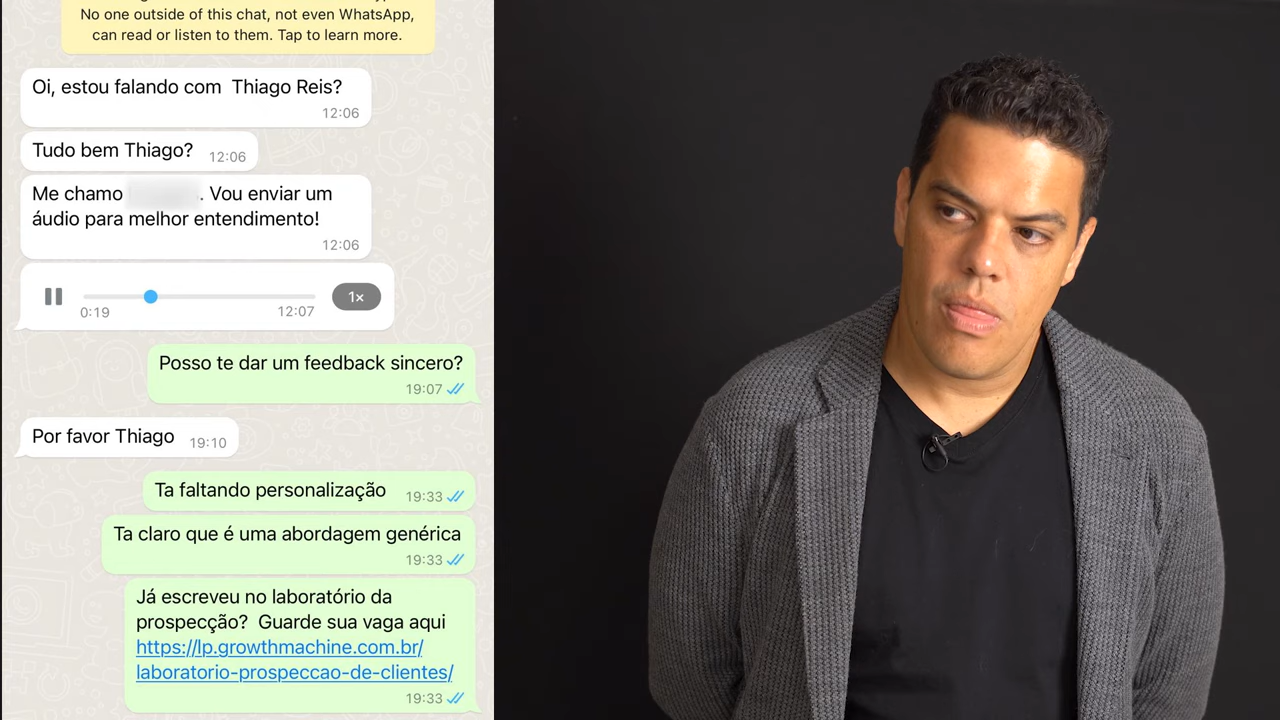 No one outside of this chat, not even WhatsApp,
can read or listen to them. Tap to learn more.
Oi, estou falando com  Thiago Reis?
12:06
Tudo bem Thiago? 12:06
Me chamo . Vou enviar um
áudio para melhor entendimento!
12:06
1×
0:19 12:07
Posso te dar um feedback sincero?
19:07
Por favor Thiago 19:10
Ta faltando personalização 19:33
Ta claro que é uma abordagem genérica
19:33
Já escreveu no laboratório da
prospecção?  Guarde sua vaga aqui
https://lp.growthmachine.com.br/
laboratorio-prospeccao-de-clientes/
19:33